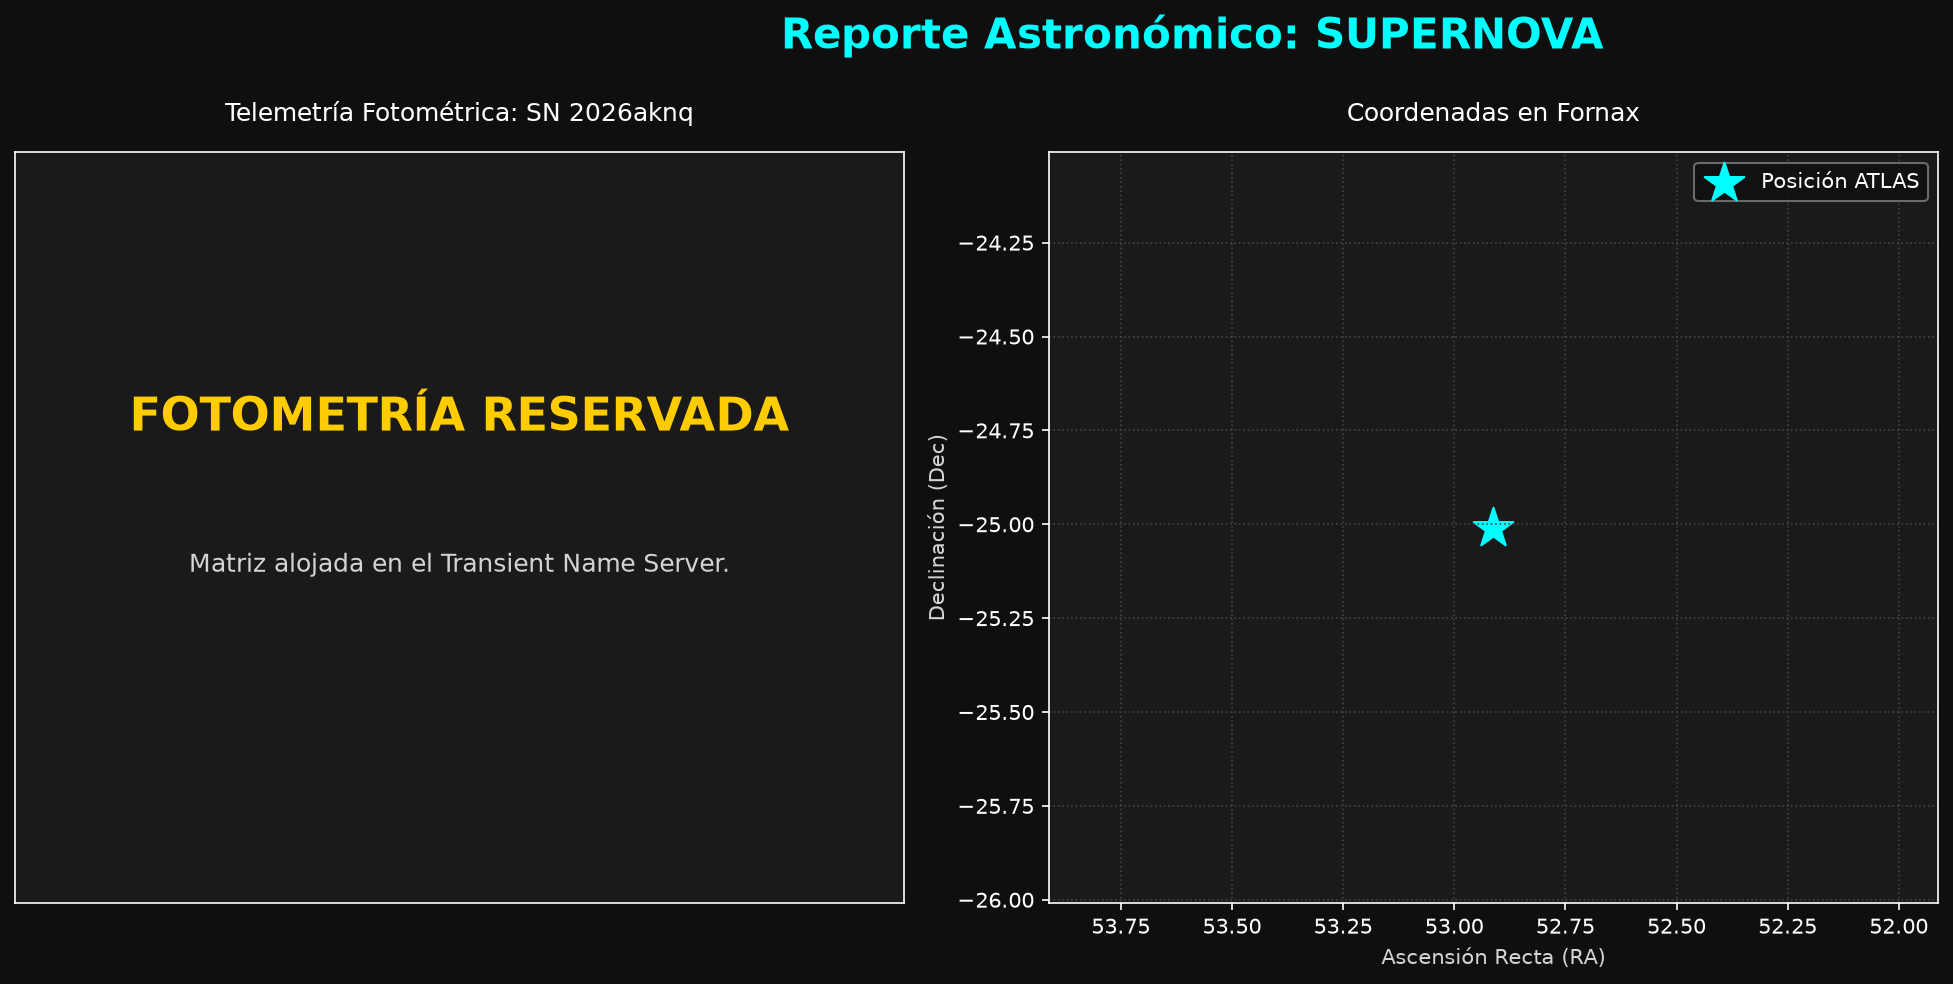 Reporte Astronómico: SUPERNOVA
Telemetría Fotométrica: SN 2026aknq
FOTOMETRÍA RESERVADA
Matriz alojada en el Transient Name Server.
Coordenadas en Fornax
Posición ATLAS
Declinación (Dec)
−24.25
−24.50
−24.75
−25.00
−25.25
−25.50
−25.75
−26.00
53.75 53.50 53.25 53.00 52.75 52.50 52.25 52.00
Ascensión Recta (RA)